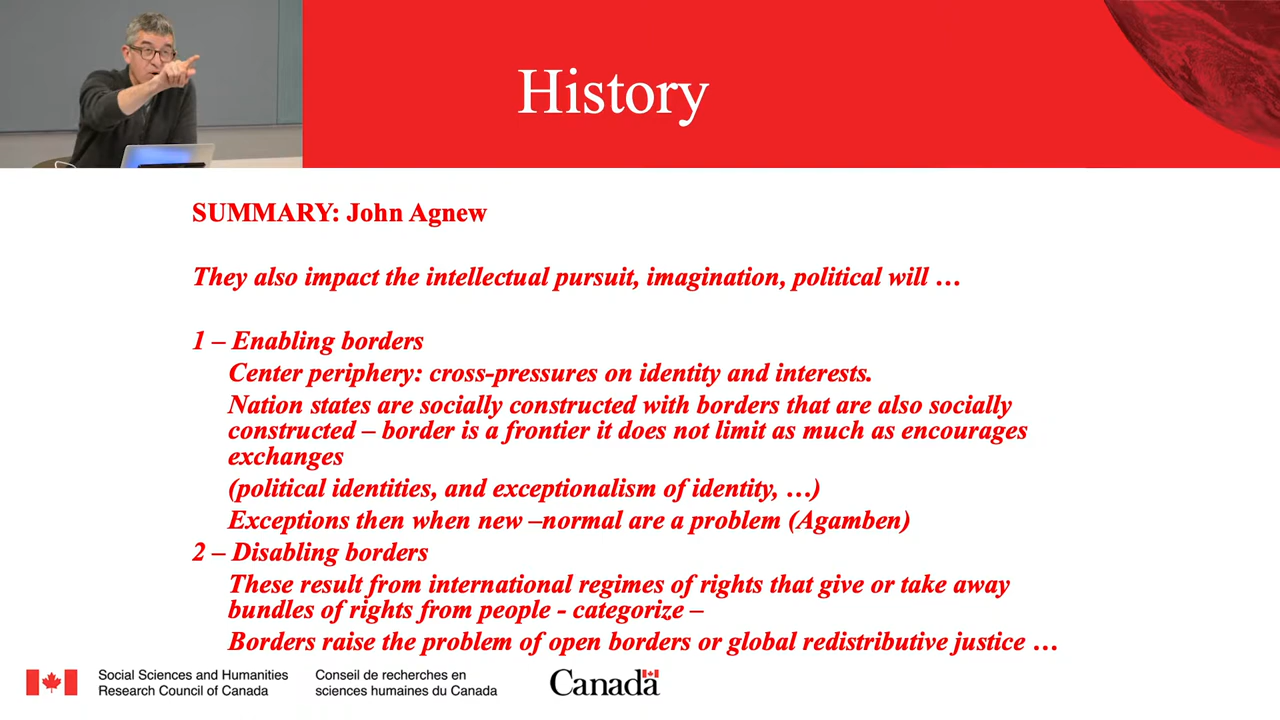 History
SUMMARY: John Agnew
They also impact the intellectual pursuit, imagination, political will …
1 – Enabling borders
Center periphery: cross-pressures on identity and interests.
Nation states are socially constructed with borders that are also socially
constructed – border is a frontier it does not limit as much as encourages
exchanges
(political identities, and exceptionalism of identity, …)
Exceptions then when new –normal are a problem (Agamben)
2 – Disabling borders
These result from international regimes of rights that give or take away
bundles of rights from people - categorize –
Borders raise the problem of open borders or global redistributive justice …
Social Sciences and Humanities
Research Council of Canada
Conseil de recherches en
sciences humaines du Canada
Canada